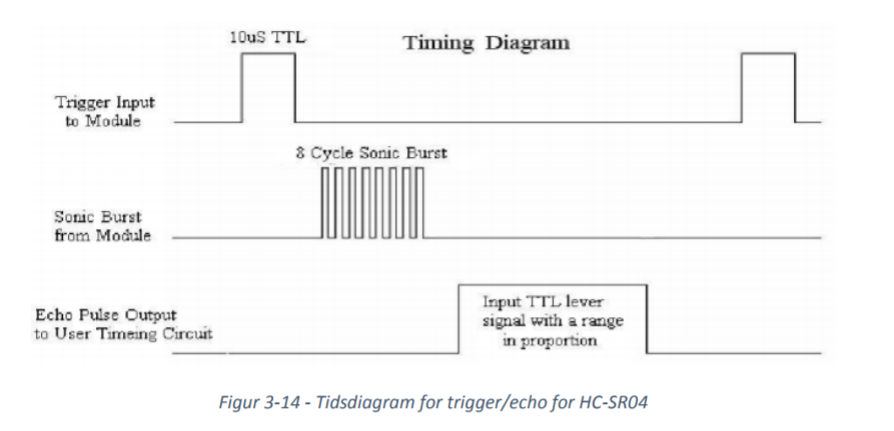 10uS TTL
Timing Diagram
Trigger Input
to Module
8 Cycle Sonic Burst
Sonic Burst
from Module
Echo Pulse Output
to User Timeing Circuit
Input TTL lever
signal with a range
in proportion
Figur 3-14 - Tidsdiagram for trigger/echo for HC-SR04